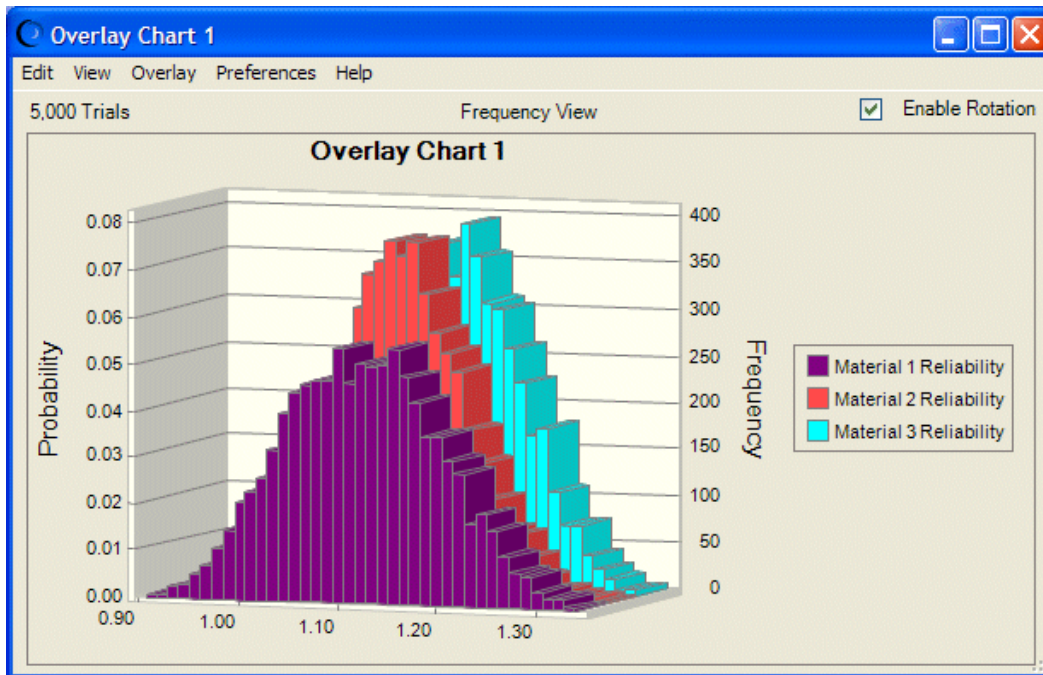 Overlay Chart 1
Edit View Overlay Preferences Help
5,000 Trials Frequency View Enable Rotation
Overlay Chart 1
Probability
0.08
0.07
0.06
0.05
0.04
0.03
0.02
0.01
0.00
0.90 1.00 1.10 1.20 1.30
400
350
300
250
200
150
100
50
0
Frequency
Material 1 Reliability
Material 2 Reliability
Material 3 Reliability